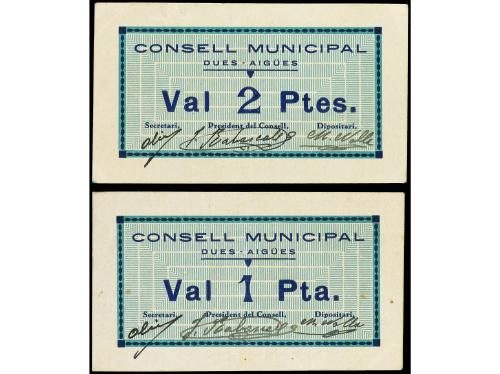 CONSELL MUNICIPAL
DUES-AIGÜES
Val 2 Ptes.
Secretari, President del Consell, Dipositari,
CONSELL MUNICIPAL
DUES-AIGÜES
Val 1 Pta.
Secretari, President del Consell, Dipositari,